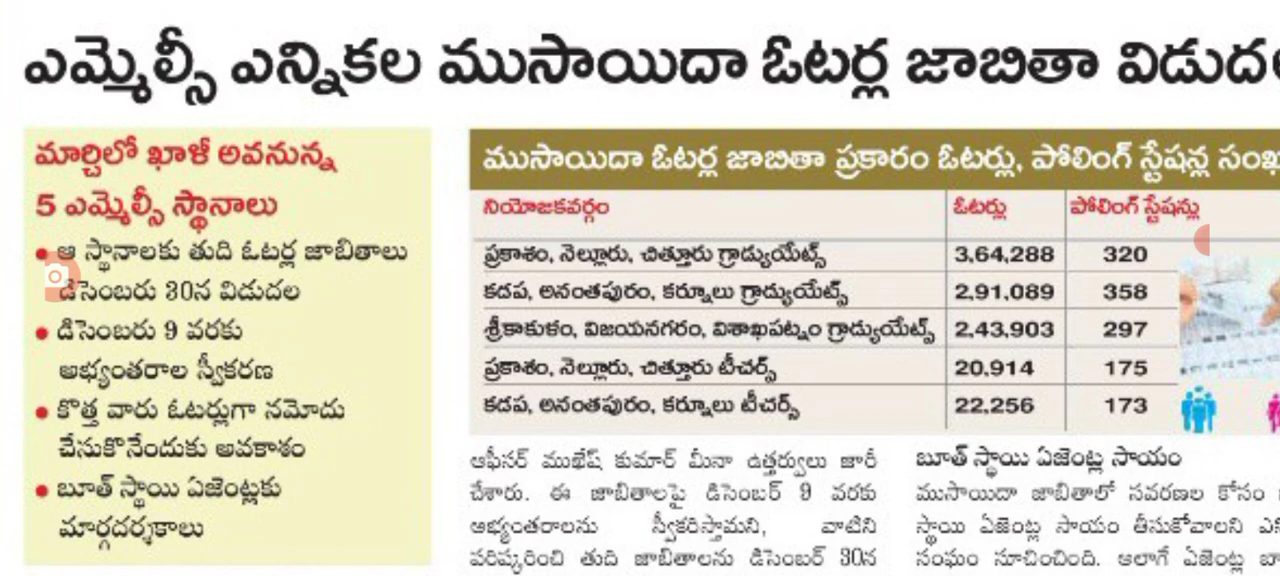 ఎమ్మెల్సీ ఎన్నికల ముసాయిదా ఓటర్ల జాబితా
మార్చిలో ఖాళీ అవనున్న
5 ఎమ్మెల్సీ స్థానాలు
• ఆ స్థానాలకు తుది ఓటర్ల జాబితాలు
డిసెంబరు 30న విడుదల
• డిసెంబరు 9 వరకు
అభ్యంతరాల స్వీకరణ
• కొత్త వారు ఓటర్లుగా నమోదు
చేసుకొనేందుకు అవకాశం
• బూత్ స్థాయి ఏజెంట్లకు
మార్గదర్శకాలు
ముసాయిదా ఓటర్ల జాబితా ప్రకారం ఓటర్లు, పోలింగ్ స్టేషన్ల
నియోజకవర్గం ఓటర్లు పోలింగ్ స్టేషన్లు
ప్రకాశం, నెల్లూరు, చిత్తూరు గ్రాడ్యుయేట్స్ 3,64,288 320
కడప, అనంతపురం, కర్నూలు గ్రాడ్యుయేట్స్ 2,91,089 358
శ్రీకాకుళం, విజయనగరం, విశాఖపట్నం గ్రాడ్యుయేట్స్ 2,43,903 297
ప్రకాశం, నెల్లూరు, చిత్తూరు టీచర్స్ 20,914 175
కడప, అనంతపురం, కర్నూలు టీచర్స్ 22,256 173
ఆఫీసర్ ముఖేష్ కుమార్ మీనా ఉత్తర్వులు జారీ
చేశారు. ఈ జాబితాలపై డిసెంబర్ 9 వరకు
అభ్యంతరాలను స్వీకరిస్తామని, వాటిని
పరిష్కరించి తుది జాబితాలను డిసెంబర్ 30న
బూత్ స్థాయి ఏజెంట్ల సాయం
ముసాయిదా జాబితాలో సవరణల కోసం
స్థాయి ఏజెంట్ల సాయం తీసుకోవాలని
సంఘం సూచించింది. అలాగే ఏజెంట్ల